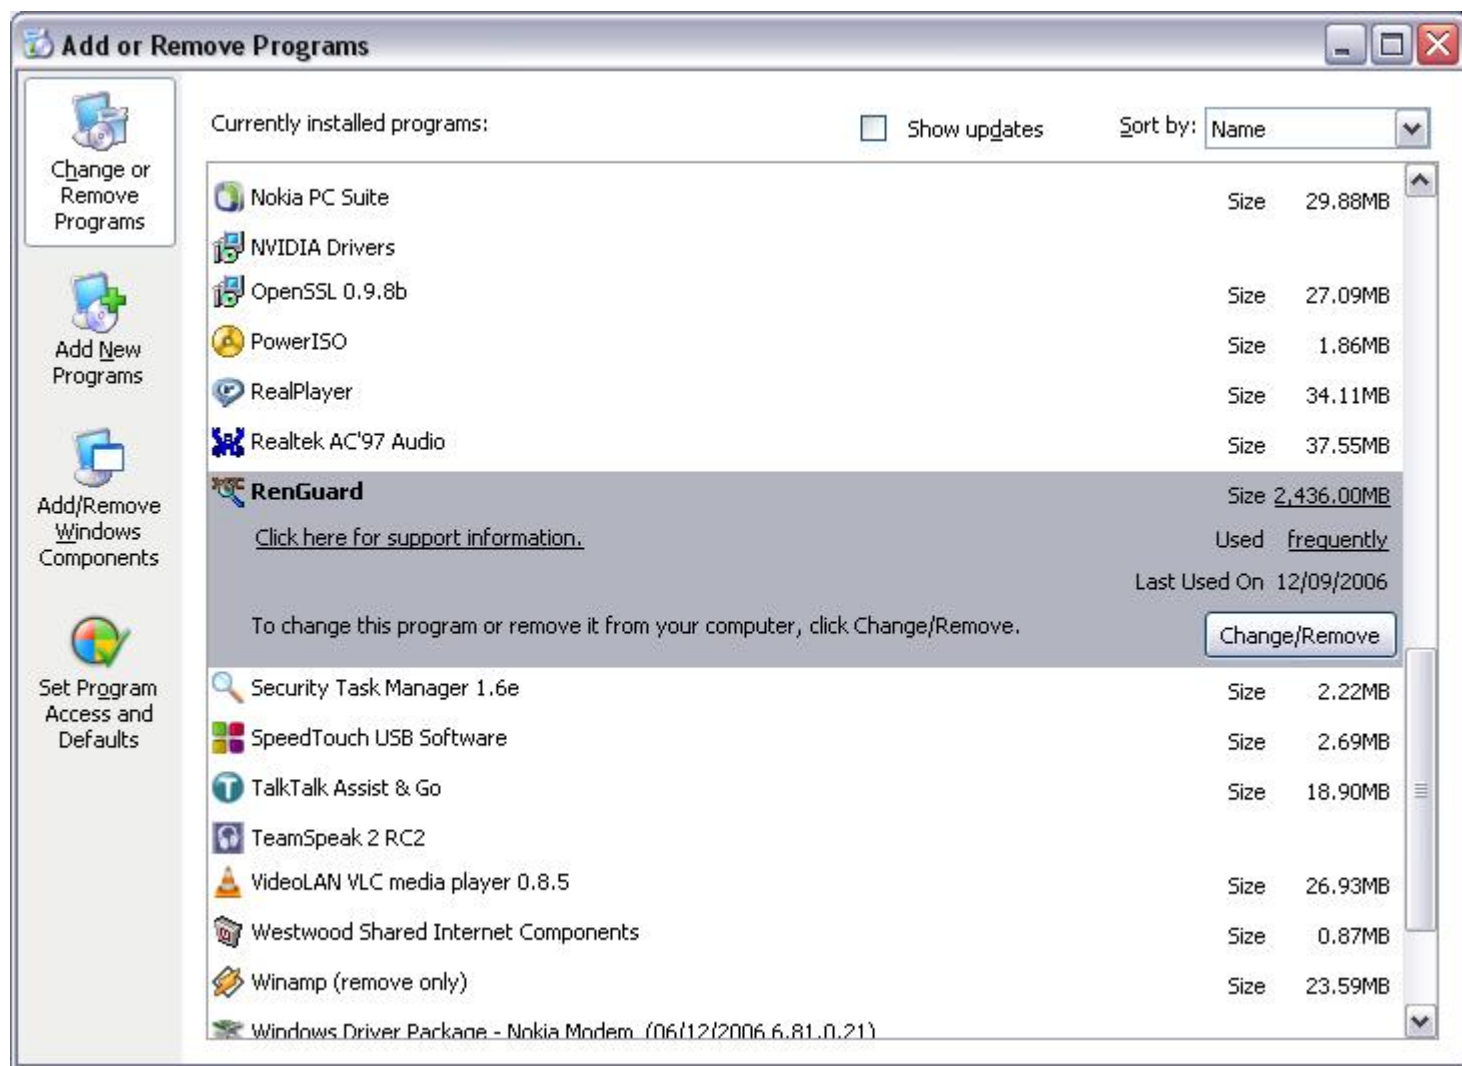 Add or Remove Programs
Change or
Remove
Programs
Add New
Programs
Add/Remove
Windows
Components
Set Program
Access and
Defaults
Currently installed programs:
Show updates
Sort by: Name
Nokia PC Suite Size 29.88MB
NVIDIA Drivers
OpenSSL 0.9.8b Size 27.09MB
PowerISO Size 1.86MB
RealPlayer Size 34.11MB
Realtek AC'97 Audio Size 37.55MB
RenGuard Size 2,436.00MB
Click here for support information. Used frequently
Last Used On 12/09/2006
To change this program or remove it from your computer, click Change/Remove. Change/Remove
Security Task Manager 1.6e Size 2.22MB
SpeedTouch USB Software Size 2.69MB
TalkTalk Assist & Go Size 18.90MB
TeamSpeak 2 RC2
VideoLAN VLC media player 0.8.5 Size 26.93MB
Westwood Shared Internet Components Size 0.87MB
Winamp (remove only) Size 23.59MB
Windows Driver Package - Nokia Modem (06/12/2006 6.81.0.21)